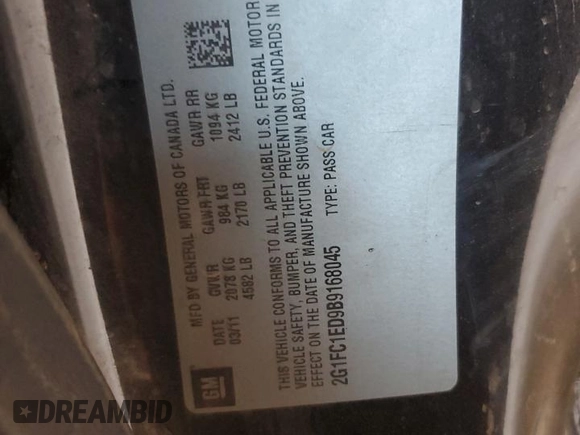 MFD BY GENERAL MOTORS OF CANADA LTD.
DATE GVWR GAWR FRT GAWR RR
03/11 2078 KG 984 KG 1094 KG
4582 LB 2170 LB 2412 LB
GM
THIS VEHICLE CONFORMS TO ALL APPLICABLE U.S. FEDERAL MOTOR
VEHICLE SAFETY, BUMPER, AND THEFT PREVENTION STANDARDS IN
EFFECT ON THE DATE OF MANUFACTURE SHOWN ABOVE.
2G1FC1ED9B9168045 TYPE: PASS CAR
DREAMBID